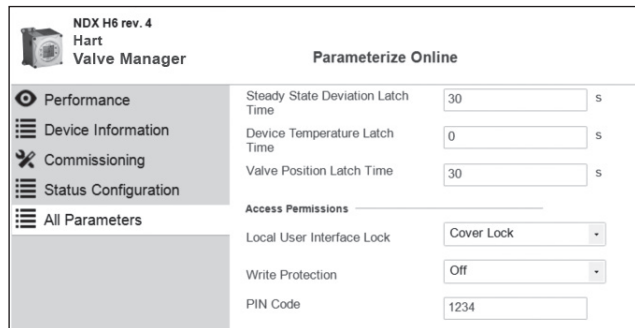 NDX H6 rev. 4
Hart
Valve Manager
Parameterize Online
Performance
Device Information
Commissioning
Status Configuration
All Parameters
Steady State Deviation Latch
Time
30
s
Device Temperature Latch
Time
0
s
Valve Position Latch Time
30
s
Access Permissions
Local User Interface Lock
Cover Lock
Write Protection
Off
PIN Code
1234